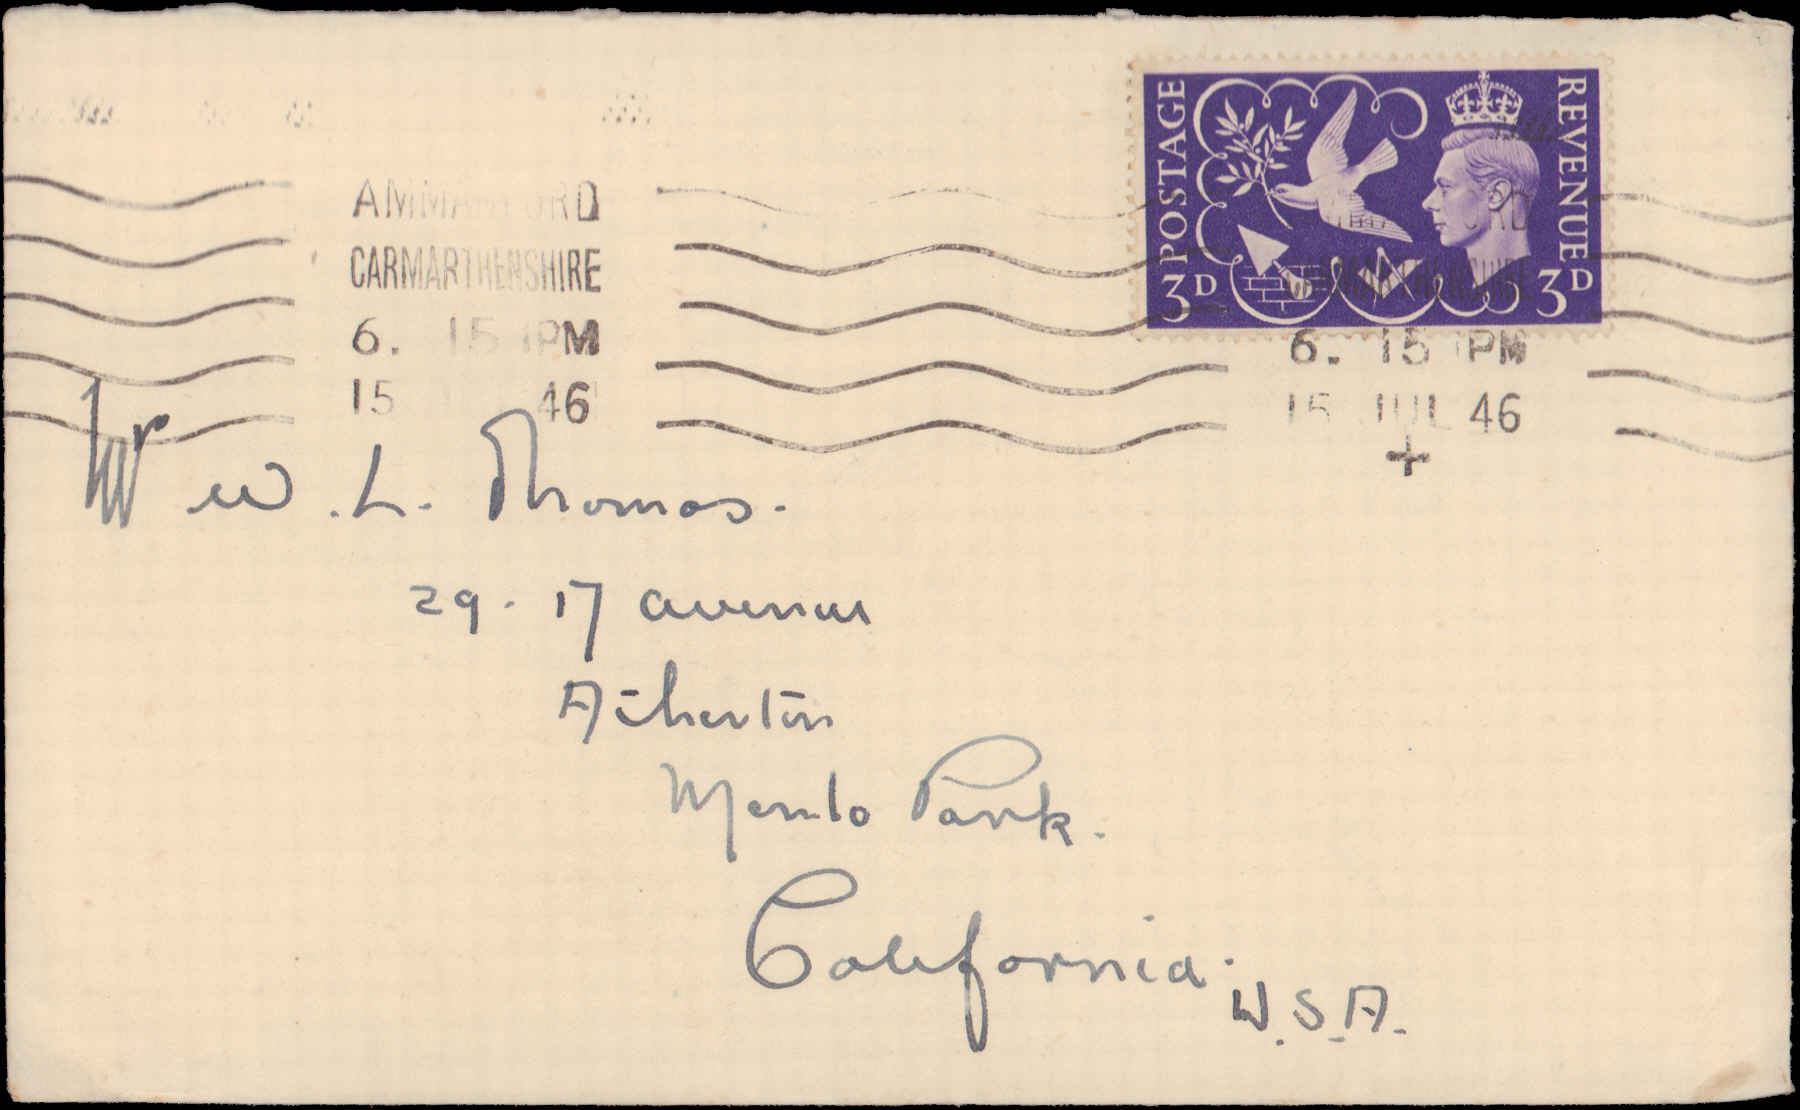 POSTAGE
REVENUE
3D
3D
AMMANFORD
CARMARTHENSHIRE
6. 15 PM
15 46
CARMARTHENSHIRE
6. 15 PM
15 JUL 46
Mr W. L. Thomas.
29. 17 avenue
Atherton
Menlo Park.
California.
U.S.A.